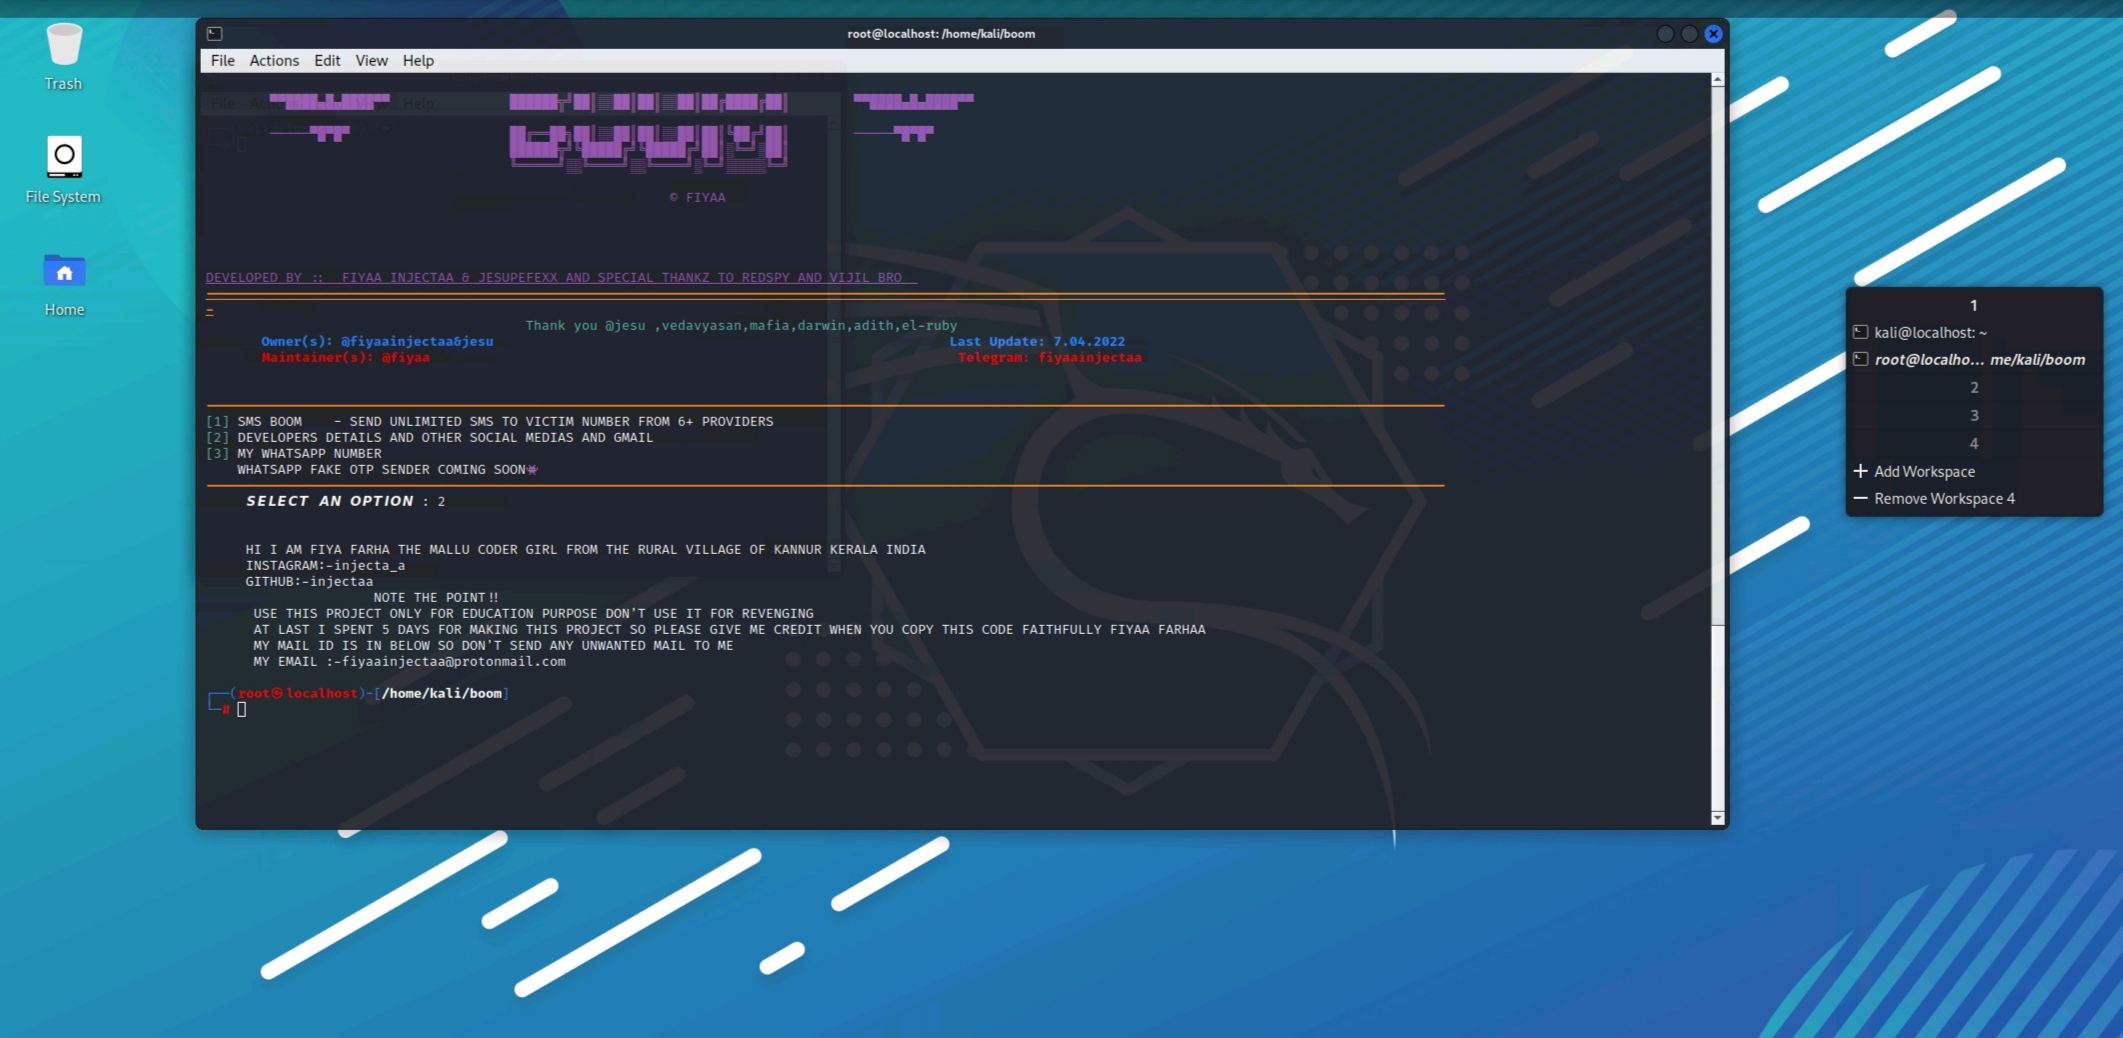 Trash
File System
Home
root@localhost: /home/kali/boom
File Actions Edit View Help
© FIYAA
DEVELOPED BY :: FIYAA INJECTAA & JESUPEFEXX AND SPECIAL THANKZ TO REDSPY AND VIJIL BRO
Thank you @jesu ,vedavyasan,mafia,darwin,adith,el-ruby
Owner(s): @fiyaainjectaa&jesu Last Update: 7.04.2022
Maintainer(s): @fiyaa Telegram: fiyaainjectaa
[1] SMS BOOM - SEND UNLIMITED SMS TO VICTIM NUMBER FROM 6+ PROVIDERS
[2] DEVELOPERS DETAILS AND OTHER SOCIAL MEDIAS AND GMAIL
[3] MY WHATSAPP NUMBER
WHATSAPP FAKE OTP SENDER COMING SOON👾
SELECT AN OPTION : 2
HI I AM FIYA FARHA THE MALLU CODER GIRL FROM THE RURAL VILLAGE OF KANNUR KERALA INDIA
INSTAGRAM:-injecta_a
GITHUB:-injectaa
NOTE THE POINT!!
USE THIS PROJECT ONLY FOR EDUCATION PURPOSE DON'T USE IT FOR REVENGING
AT LAST I SPENT 5 DAYS FOR MAKING THIS PROJECT SO PLEASE GIVE ME CREDIT WHEN YOU COPY THIS CODE FAITHFULLY FIYAA FARHAA
MY MAIL ID IS IN BELOW SO DON'T SEND ANY UNWANTED MAIL TO ME
MY EMAIL :-fiyaainjectaa@protonmail.com
┌──(root㉿localhost)-[/home/kali/boom]
└─#
1
kali@localhost: ~
root@localho... me/kali/boom
2
3
4
+ Add Workspace
− Remove Workspace 4